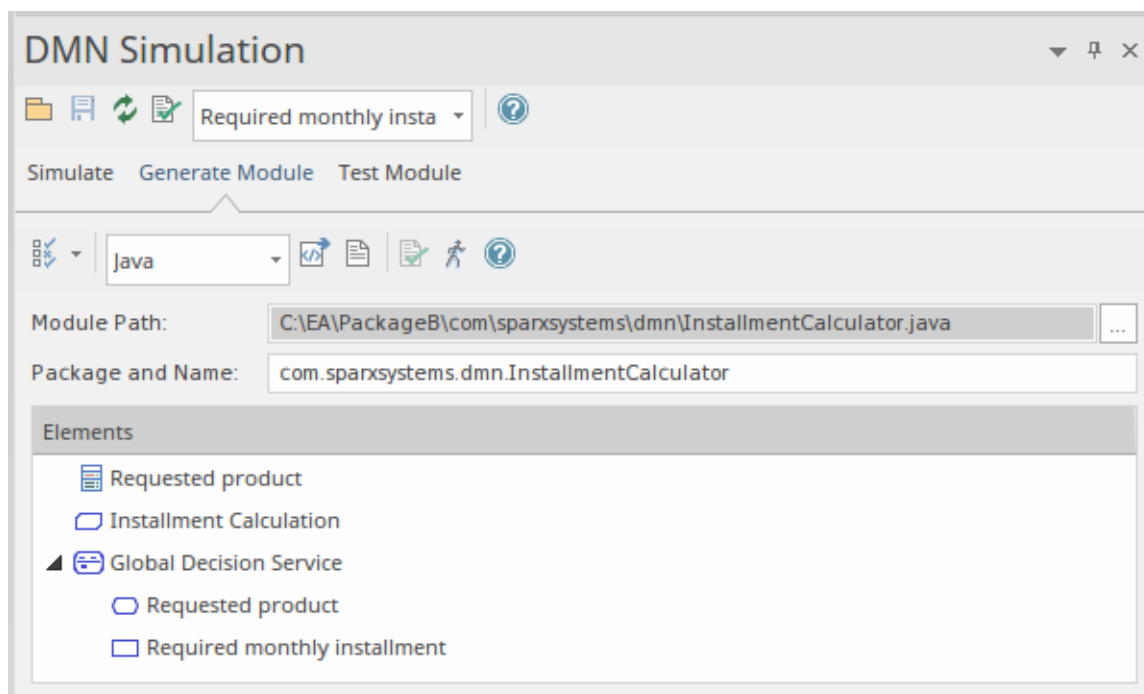 DMN Simulation
Required monthly insta
Simulate Generate Module Test Module
Java
Module Path: C:\EA\PackageB\com\sparxsystems\dmn\InstallmentCalculator.java ...
Package and Name: com.sparxsystems.dmn.InstallmentCalculator
Elements
Requested product
Installment Calculation
Global Decision Service
Requested product
Required monthly installment